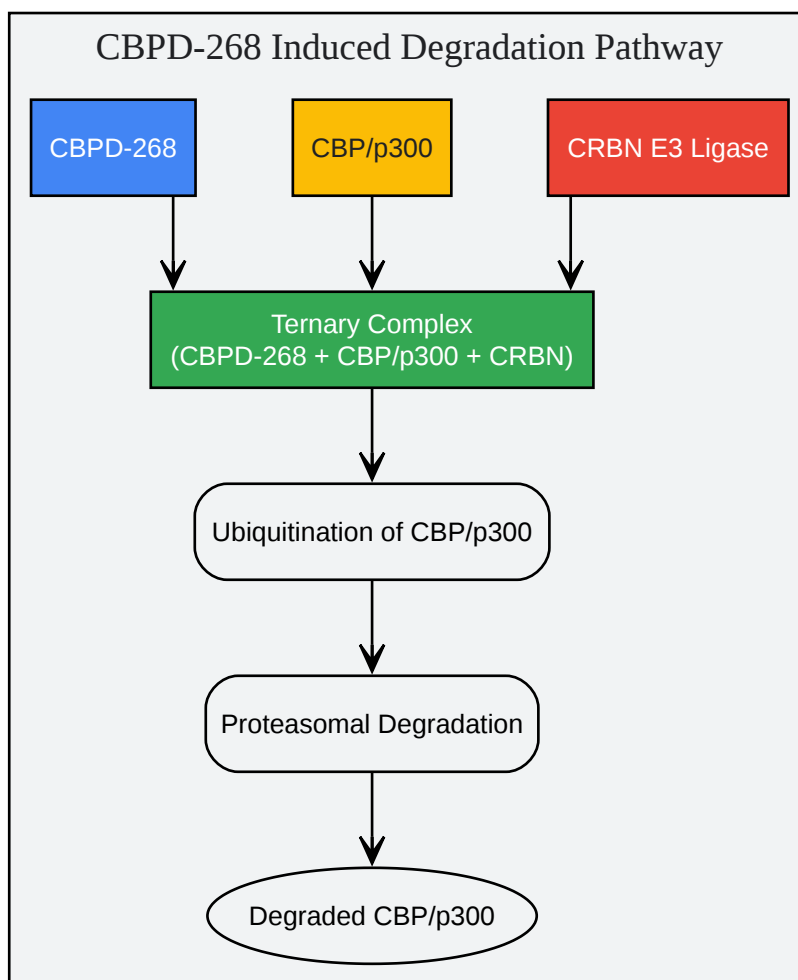 CBPD-268 Induced Degradation Pathway
CBPD-268
CBP/p300
CRBN E3 Ligase
Ternary Complex
(CBPD-268 + CBP/p300 + CRBN)
Ubiquitination of CBP/p300
Proteasomal Degradation
Degraded CBP/p300